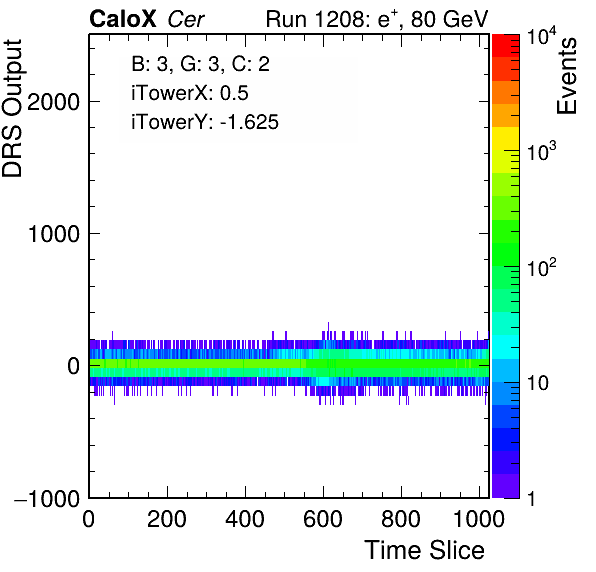 CaloX Cer
Run 1208: e+, 80 GeV
B: 3, G: 3, C: 2
iTowerX: 0.5
iTowerY: -1.625
DRS Output
2000
1000
0
−1000
0
200
400
600
800
1000
Time Slice
10^4
10^3
10^2
10
1
Events